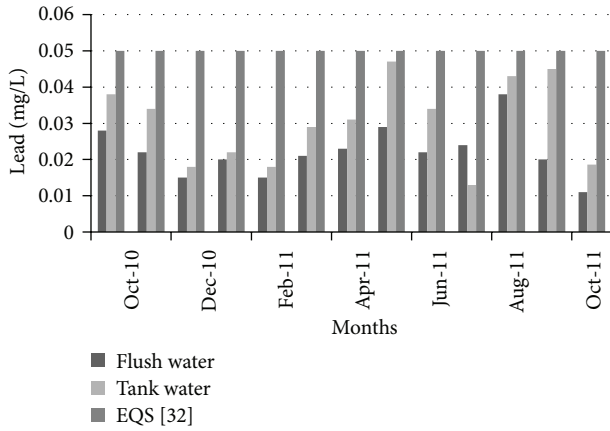 0.06
0.05
0.04
0.03
0.02
0.01
0
Lead (mg/L)
Oct-10
Dec-10
Feb-11
Apr-11
Jun-11
Aug-11
Oct-11
Months
Flush water
Tank water
EQS [32]